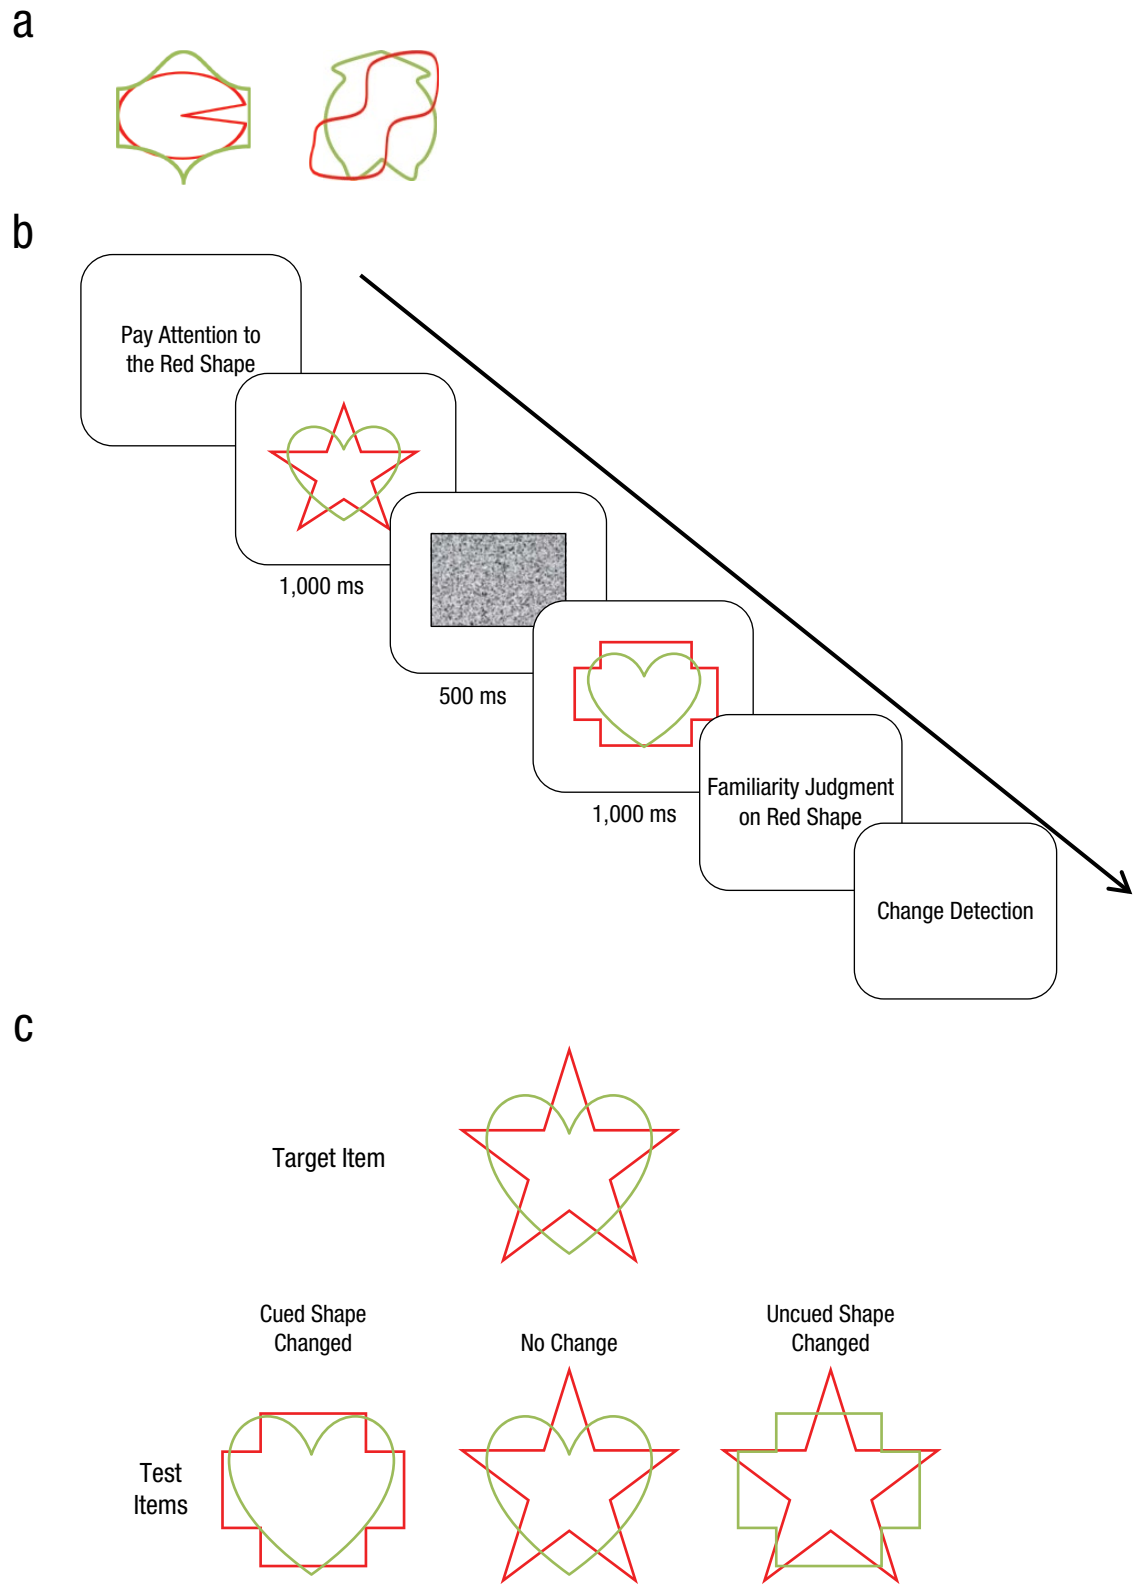 a
b
Pay Attention to
the Red Shape
1,000 ms
500 ms
1,000 ms
Familiarity Judgment
on Red Shape
Change Detection
c
Target Item
Cued Shape
Changed
No Change
Uncued Shape
Changed
Test
Items